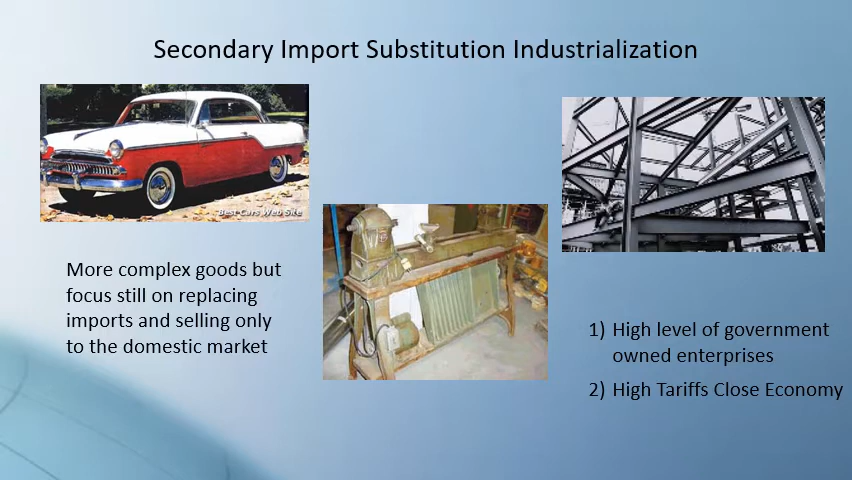 Secondary Import Substitution Industrialization
Best Cars Web Site
More complex goods but
focus still on replacing
imports and selling only
to the domestic market
1) High level of government
owned enterprises
2) High Tariffs Close Economy